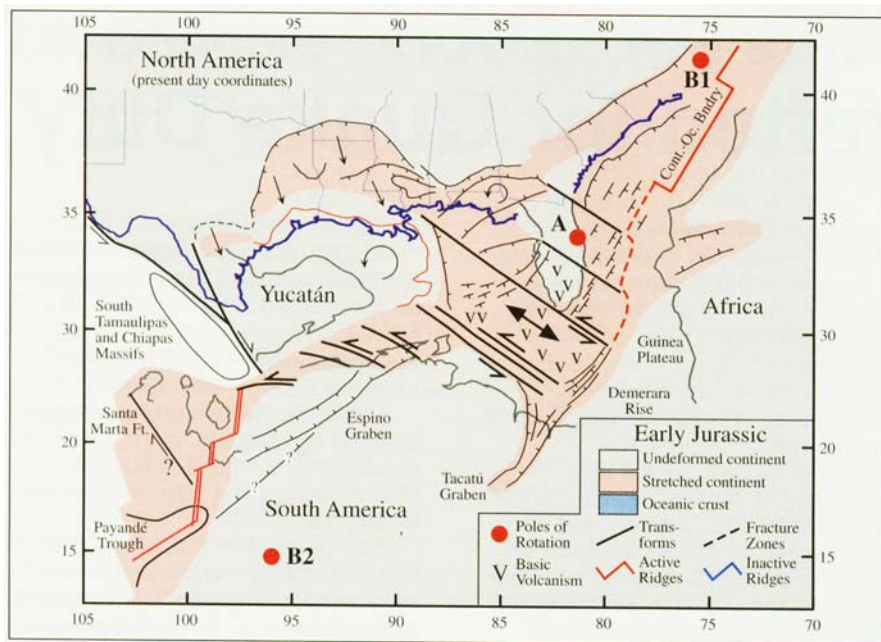 105 100 95 90 85 80 75 70
North America
(present day coordinates)
B1
40
40
Cont.-Oc. Bndry
35
35
A
Yucatán
Africa
South
Tamaulipas
and Chiapas
Massifs
30
30
V V V V V V V V V V V V
Guinea
Plateau
Santa
Marta Ft.
?
Espino
Graben
Demerara
Rise
20
20
? ?
Tacatú
Graben
South America
Payandé
Trough
15
15
B2
Early Jurassic
Undeformed continent
Stretched continent
Oceanic crust
Poles of
Rotation
Trans-
forms
Fracture
Zones
V Basic
Volcanism
Active
Ridges
Inactive
Ridges
105 100 95 90 85 80 75 70